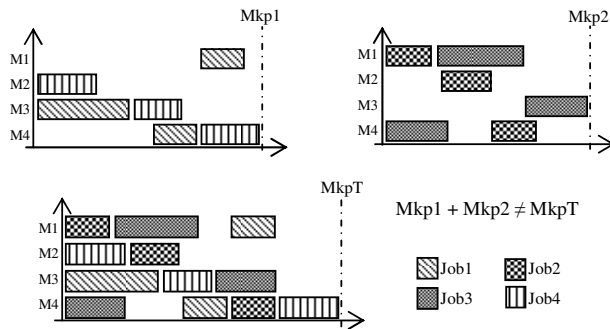 Mkp1
M1
M2
M3
M4
Mkp2
M1
M2
M3
M4
MkpT
M1
M2
M3
M4
Mkp1 + Mkp2 ≠ MkpT
Job1 Job2
Job3 Job4